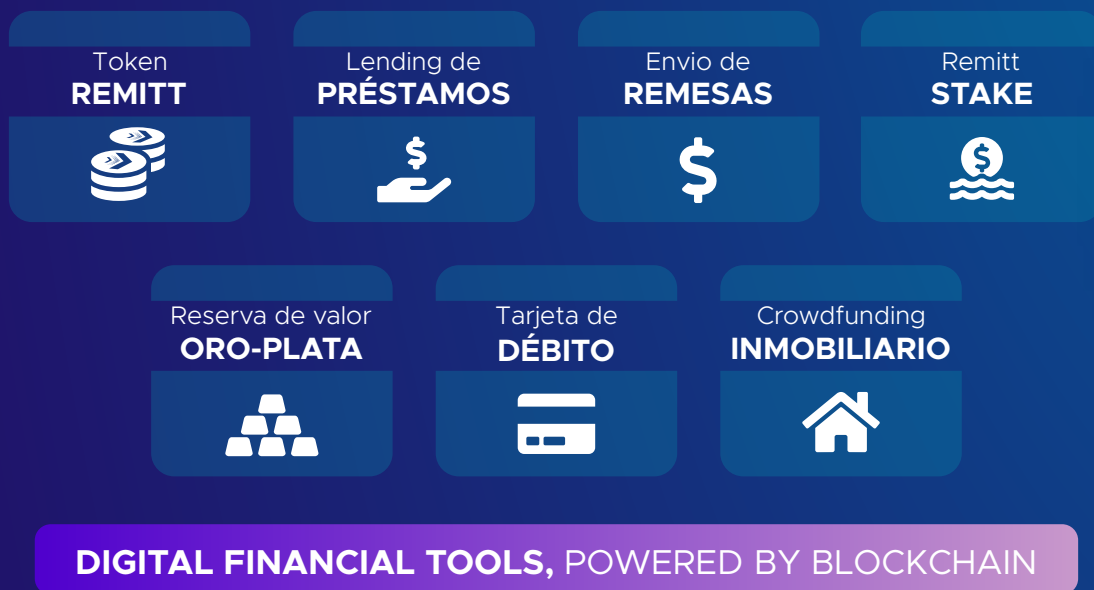 Token
REMITT
Lending de
PRÉSTAMOS
Envio de
REMESAS
Remitt
STAKE
Reserva de valor
ORO-PLATA
Tarjeta de
DÉBITO
Crowdfunding
INMOBILIARIO
DIGITAL FINANCIAL TOOLS, POWERED BY BLOCKCHAIN